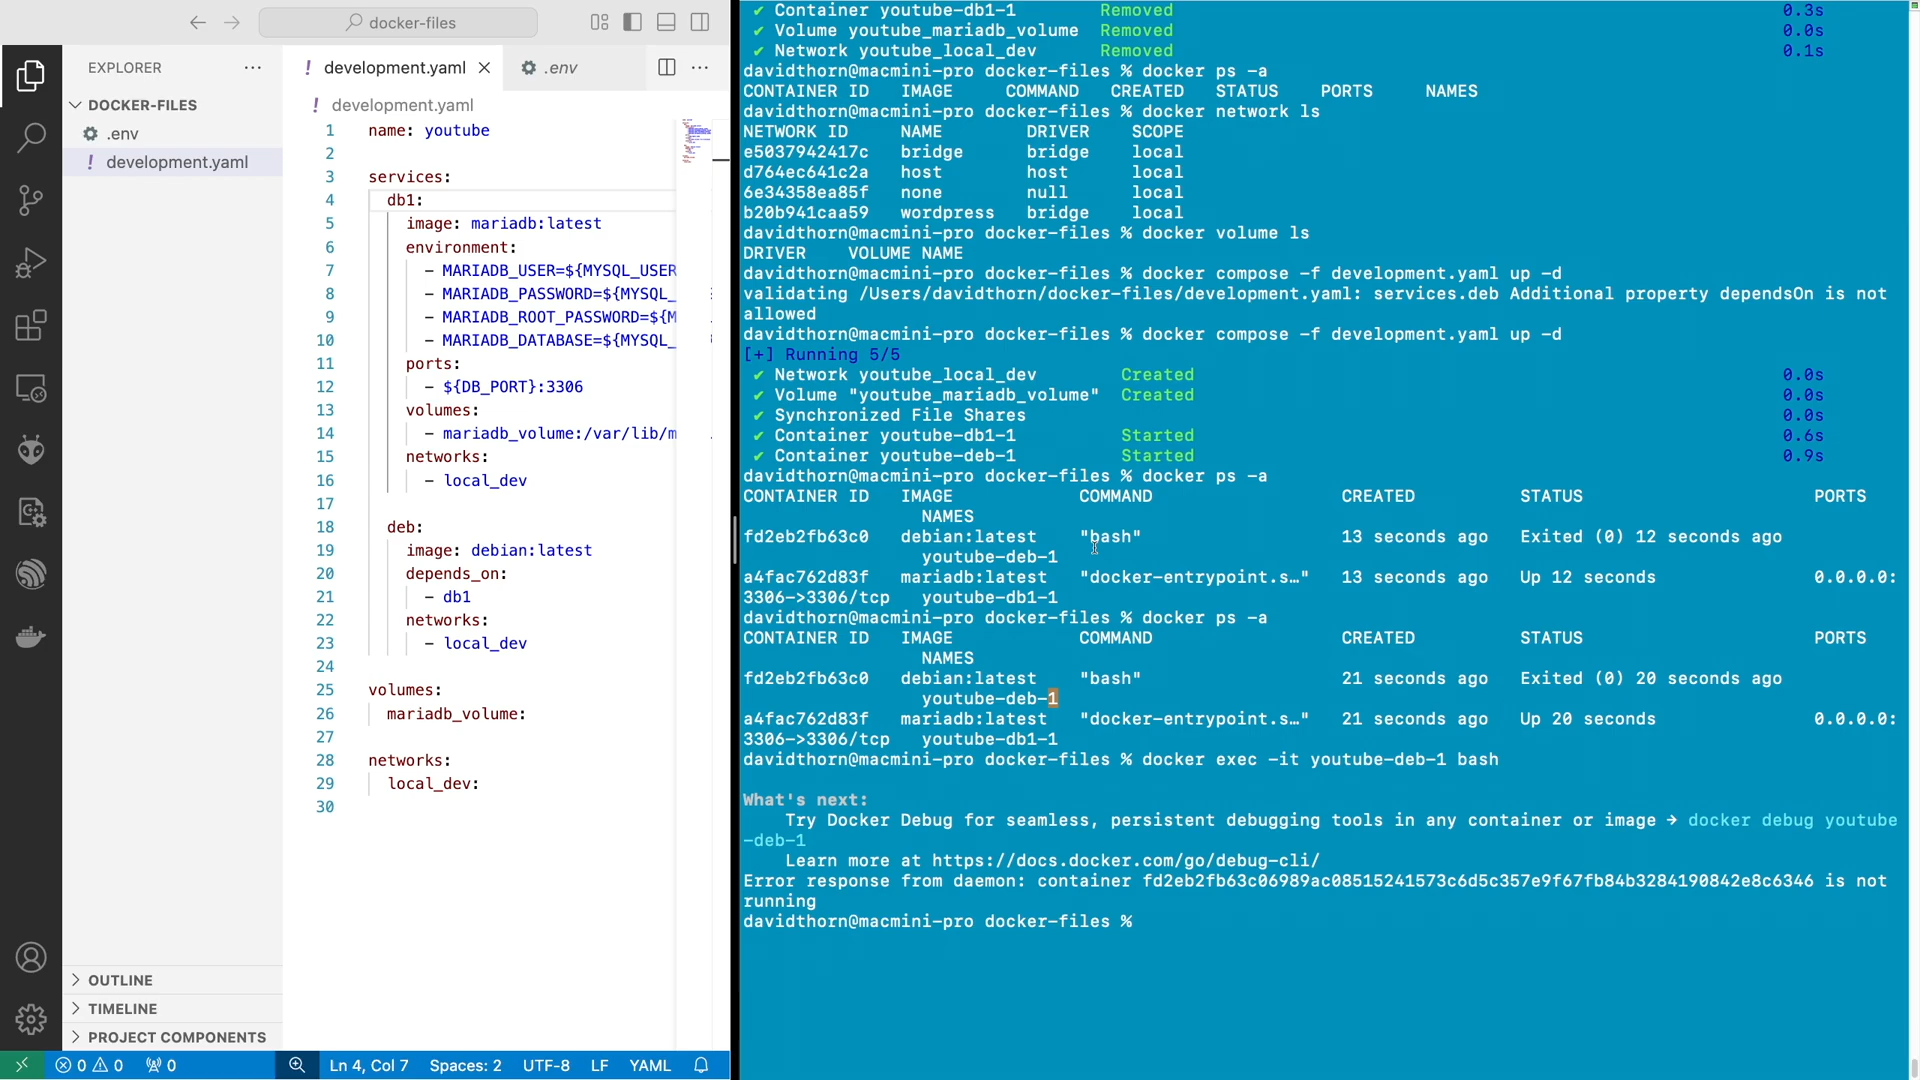 docker-files
EXPLORER
DOCKER-FILES
.env
development.yaml
development.yaml
.env
development.yaml
1 name: youtube
2
3 services:
4 db1:
5 image: mariadb:latest
6 environment:
7 - MARIADB_USER=${MYSQL_USER
8 - MARIADB_PASSWORD=${MYSQL_
9 - MARIADB_ROOT_PASSWORD=${M
10 - MARIADB_DATABASE=${MYSQL_
11 ports:
12 - ${DB_PORT}:3306
13 volumes:
14 - mariadb_volume:/var/lib/m
15 networks:
16 - local_dev
17
18 deb:
19 image: debian:latest
20 depends_on:
21 - db1
22 networks:
23 - local_dev
24
25 volumes:
26 mariadb_volume:
27
28 networks:
29 local_dev:
30
OUTLINE
TIMELINE
PROJECT COMPONENTS
0 0 0 Ln 4, Col 7 Spaces: 2 UTF-8 LF YAML
✔ Container youtube-db1-1 Removed 0.3s
✔ Volume youtube_mariadb_volume Removed 0.0s
✔ Network youtube_local_dev Removed 0.1s
davidthorn@macmini-pro docker-files % docker ps -a
CONTAINER ID IMAGE COMMAND CREATED STATUS PORTS NAMES
davidthorn@macmini-pro docker-files % docker network ls
NETWORK ID NAME DRIVER SCOPE
e5037942417c bridge bridge local
d764ec641c2a host host local
6e34358ea85f none null local
b20b941caa59 wordpress bridge local
davidthorn@macmini-pro docker-files % docker volume ls
DRIVER VOLUME NAME
davidthorn@macmini-pro docker-files % docker compose -f development.yaml up -d
validating /Users/davidthorn/docker-files/development.yaml: services.deb Additional property dependsOn is not
allowed
davidthorn@macmini-pro docker-files % docker compose -f development.yaml up -d
[+] Running 5/5
✔ Network youtube_local_dev Created 0.0s
✔ Volume "youtube_mariadb_volume" Created 0.0s
✔ Synchronized File Shares 0.0s
✔ Container youtube-db1-1 Started 0.6s
✔ Container youtube-deb-1 Started 0.9s
davidthorn@macmini-pro docker-files % docker ps -a
CONTAINER ID IMAGE COMMAND CREATED STATUS PORTS
NAMES
fd2eb2fb63c0 debian:latest "bash" 13 seconds ago Exited (0) 12 seconds ago
youtube-deb-1
a4fac762d83f mariadb:latest "docker-entrypoint.s…" 13 seconds ago Up 12 seconds 0.0.0.0:
3306->3306/tcp youtube-db1-1
davidthorn@macmini-pro docker-files % docker ps -a
CONTAINER ID IMAGE COMMAND CREATED STATUS PORTS
NAMES
fd2eb2fb63c0 debian:latest "bash" 21 seconds ago Exited (0) 20 seconds ago
youtube-deb-1
a4fac762d83f mariadb:latest "docker-entrypoint.s…" 21 seconds ago Up 20 seconds 0.0.0.0:
3306->3306/tcp youtube-db1-1
davidthorn@macmini-pro docker-files % docker exec -it youtube-deb-1 bash
What's next:
Try Docker Debug for seamless, persistent debugging tools in any container or image → docker debug youtube
-deb-1
Learn more at https://docs.docker.com/go/debug-cli/
Error response from daemon: container fd2eb2fb63c06989ac08515241573c6d5c357e9f67fb84b3284190842e8c6346 is not
running
davidthorn@macmini-pro docker-files %